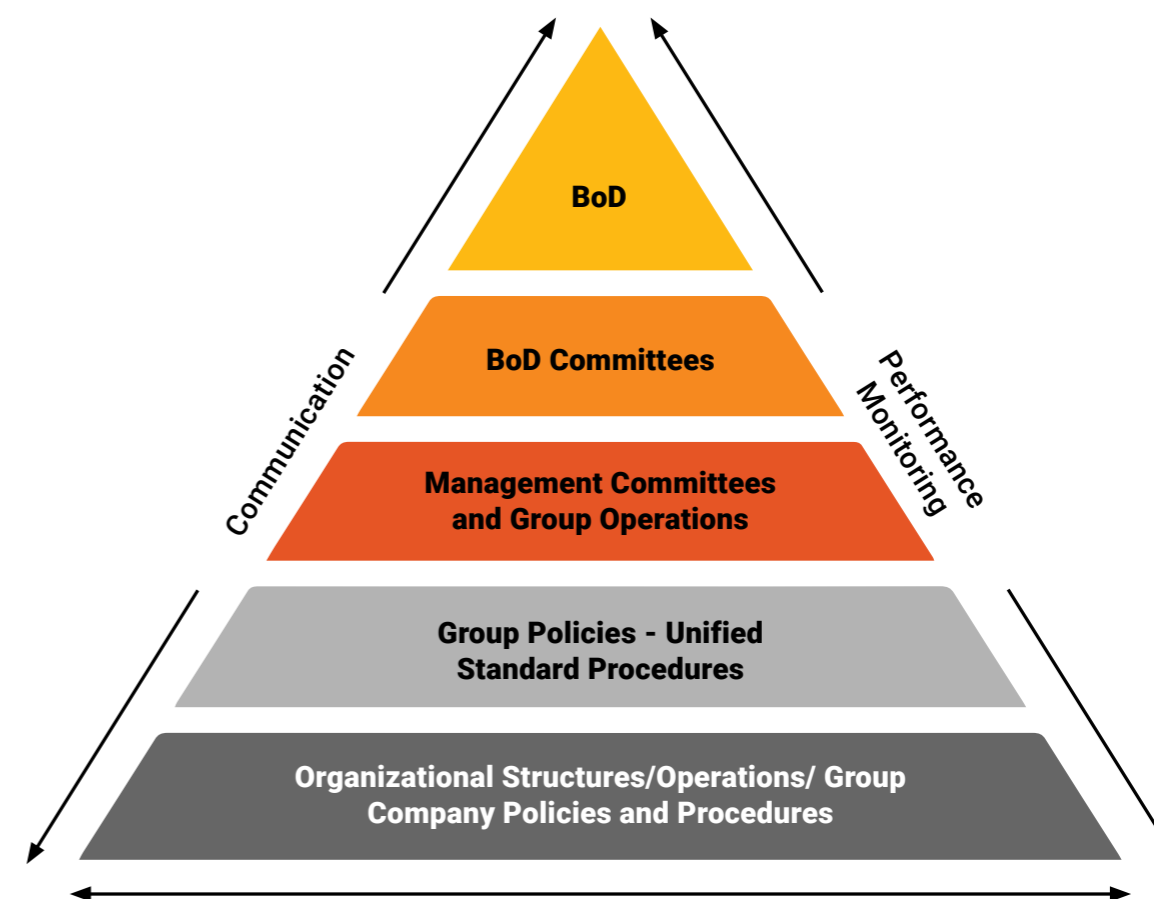 BoD
BoD Committees
Communication
Performance
Monitoring
Management Committees
and Group Operations
Group Policies - Unified
Standard Procedures
Organizational Structures/Operations/ Group
Company Policies and Procedures